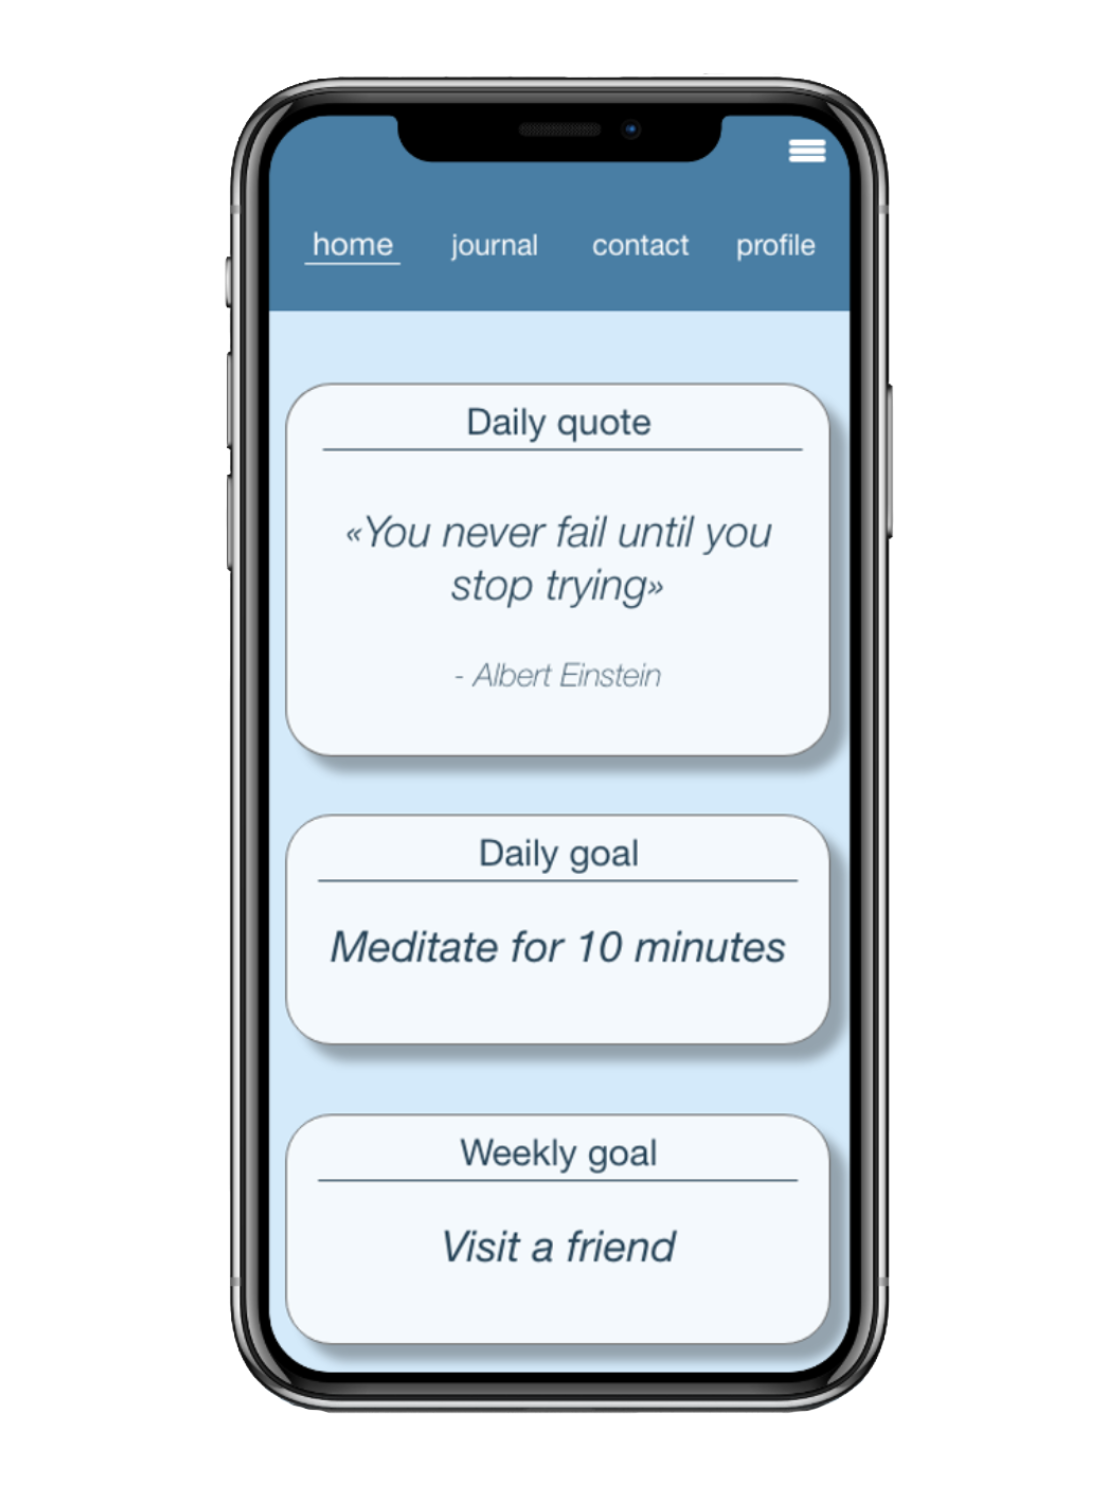 home journal contact profile
Daily quote
«You never fail until you
stop trying»
- Albert Einstein
Daily goal
Meditate for 10 minutes
Weekly goal
Visit a friend